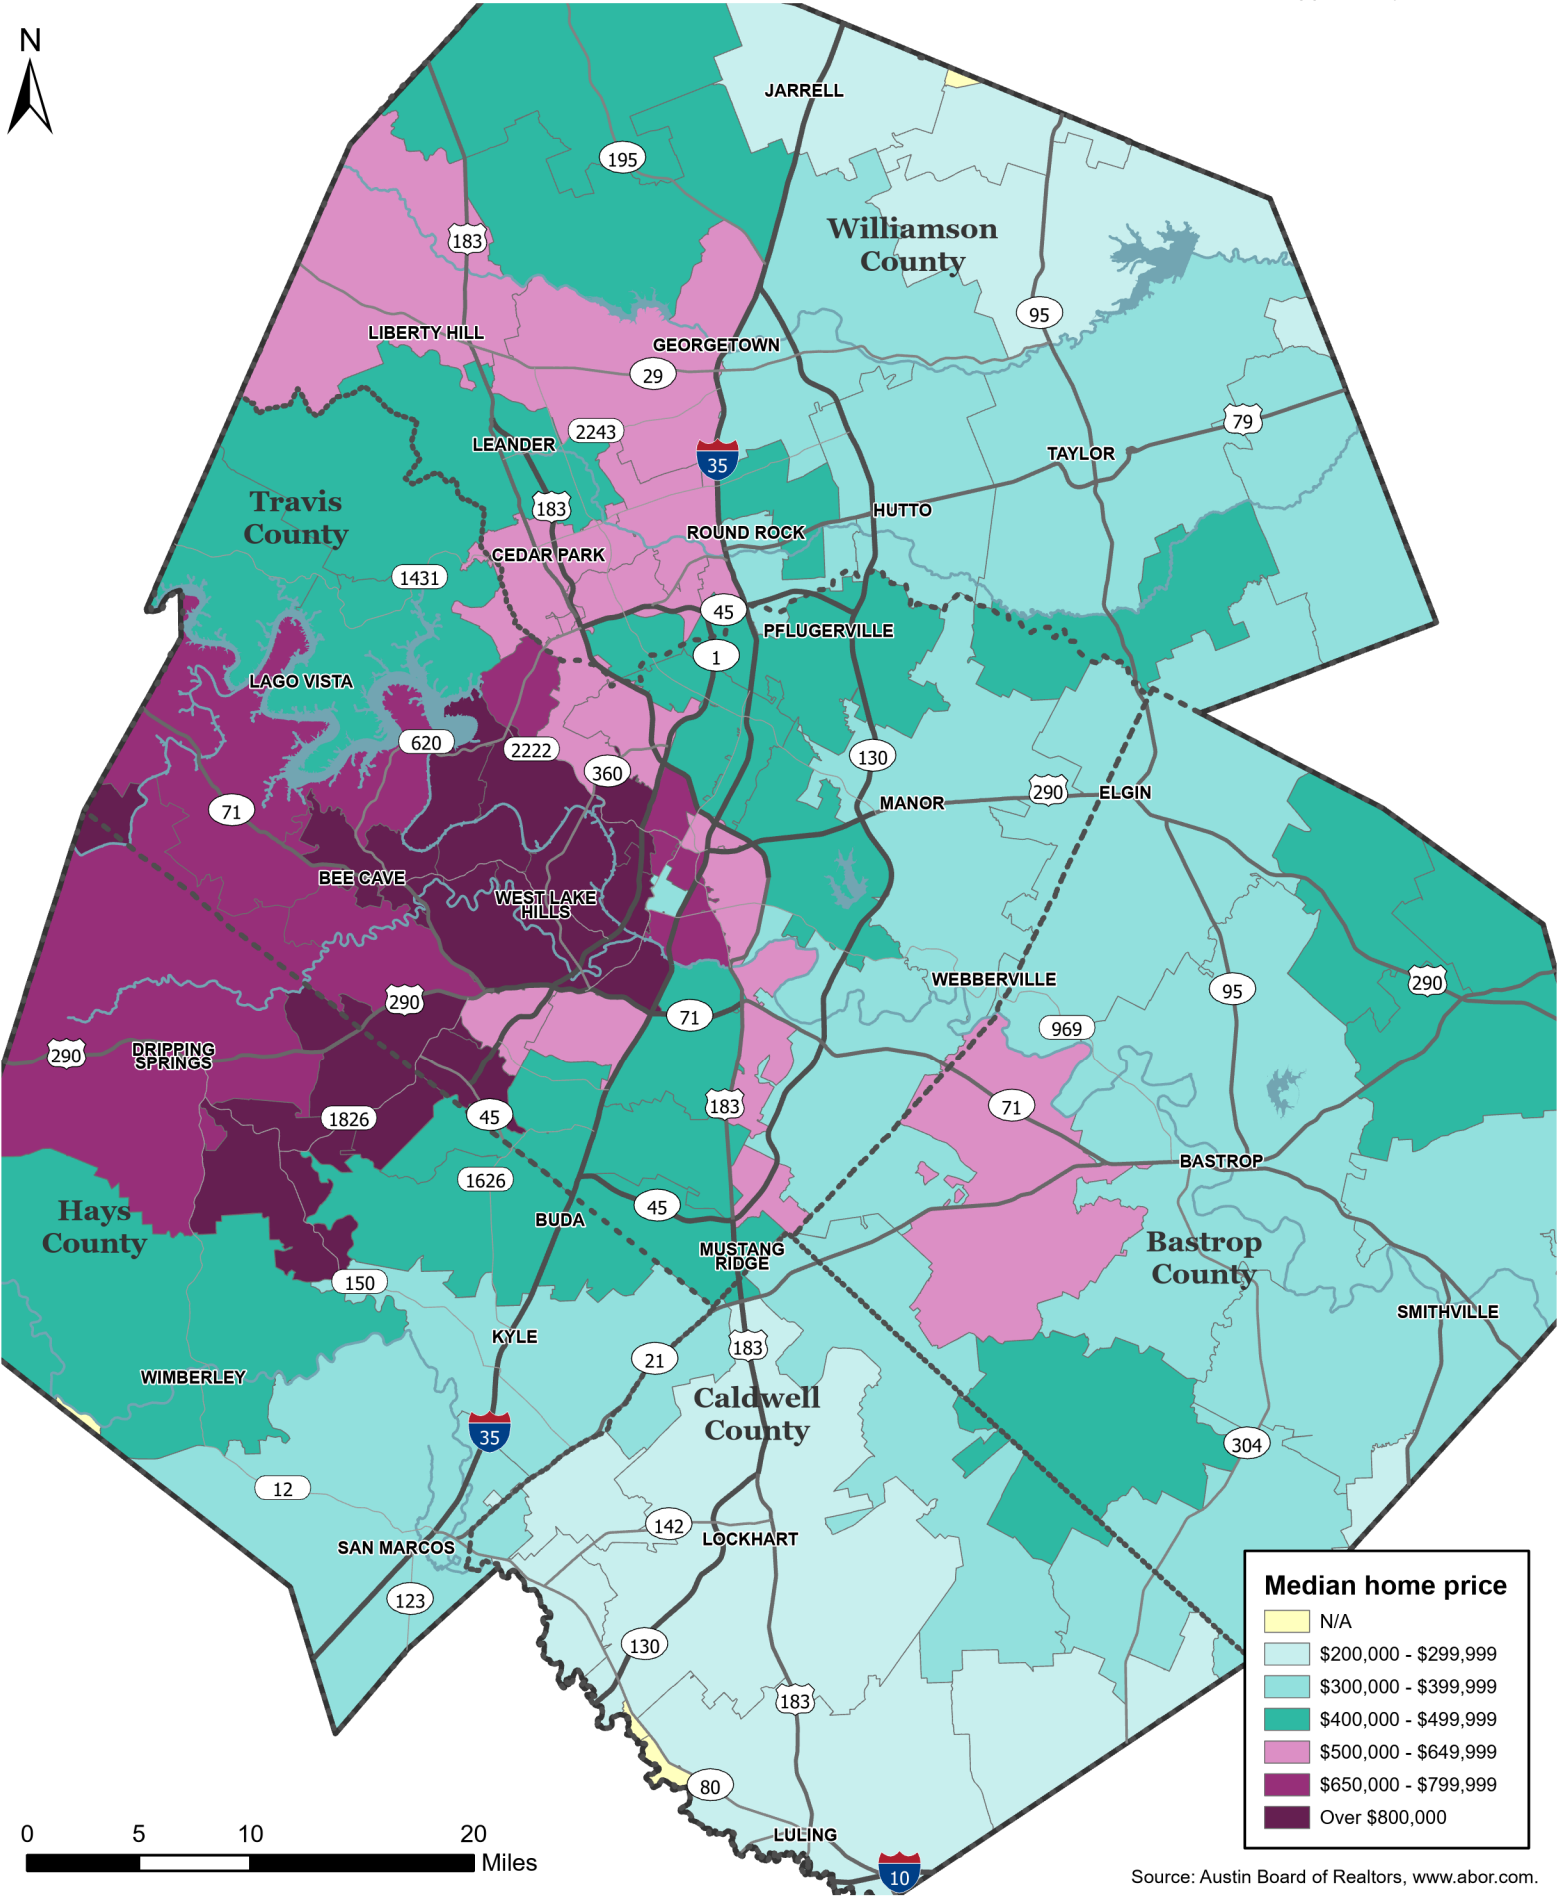 N
JARRELL
195
Williamson
County
183
95
LIBERTY HILL
GEORGETOWN
29
79
2243
LEANDER
TAYLOR
35
Travis
County
183
HUTTO
ROUND ROCK
CEDAR PARK
1431
45
PFLUGERVILLE
1
LAGO VISTA
620
2222
130
360
290
ELGIN
MANOR
71
BEE CAVE
WEST LAKE
HILLS
WEBBERVILLE
290
95
290
71
969
290
DRIPPING
SPRINGS
183
71
1826
45
BASTROP
1626
45
Hays
County
BUDA
MUSTANG
RIDGE
Bastrop
County
150
SMITHVILLE
KYLE
183
21
WIMBERLEY
Caldwell
County
35
304
12
142
LOCKHART
SAN MARCOS
123
130
183
80
LULING
10
Median home price
N/A
$200,000 - $299,999
$300,000 - $399,999
$400,000 - $499,999
$500,000 - $649,999
$650,000 - $799,999
Over $800,000
0 5 10 20
Miles
Source: Austin Board of Realtors, www.abor.com.